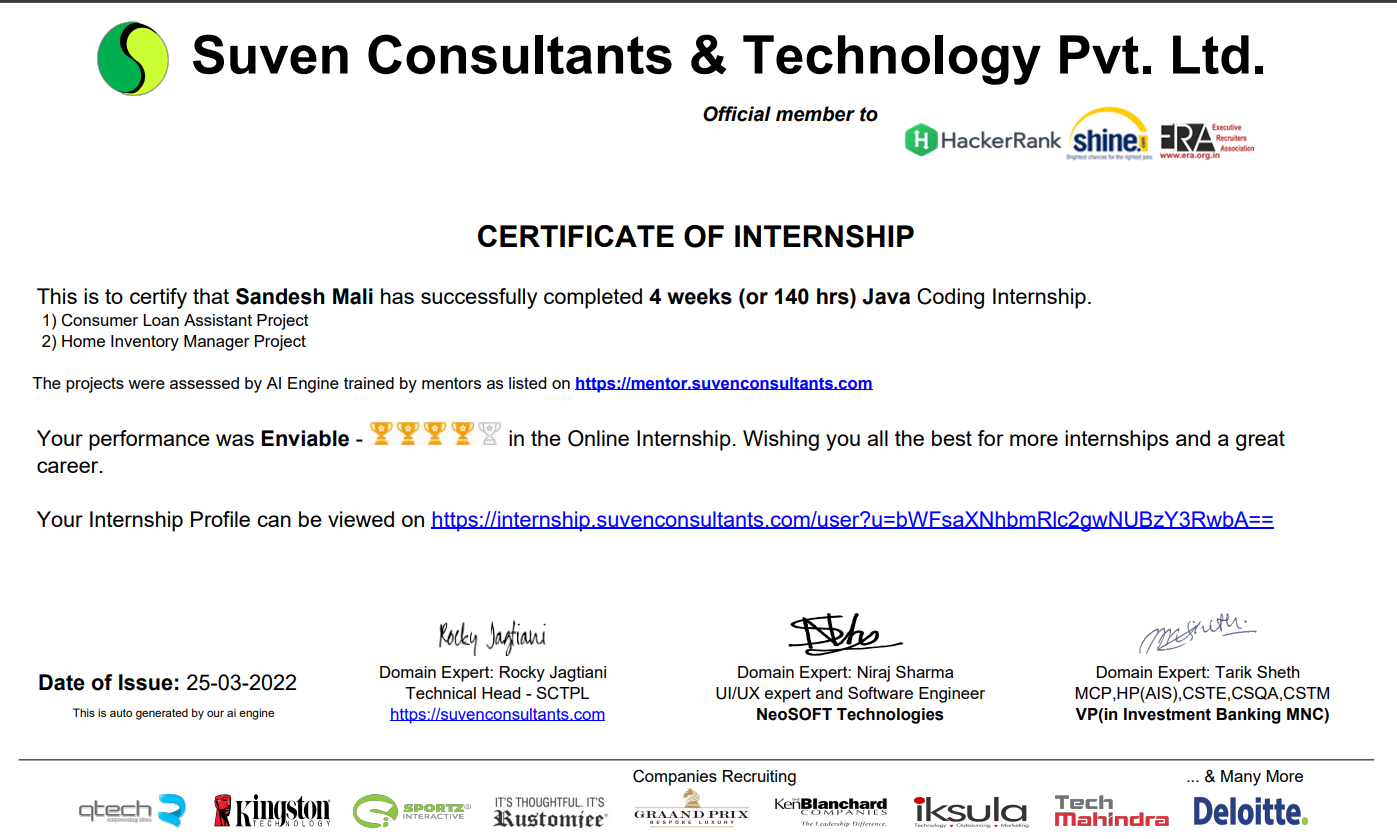 Suven Consultants & Technology Pvt. Ltd.
Official member to
HackerRank
shine.com
Brightest chances for the rightest jobs
ERA Executive Recruiters Association
www.era.org.in
CERTIFICATE OF INTERNSHIP
This is to certify that Sandesh Mali has successfully completed 4 weeks (or 140 hrs) Java Coding Internship.
1) Consumer Loan Assistant Project
2) Home Inventory Manager Project
The projects were assessed by AI Engine trained by mentors as listed on https://mentor.suvenconsultants.com
Your performance was Enviable - in the Online Internship. Wishing you all the best for more internships and a great
career.
Your Internship Profile can be viewed on https://internship.suvenconsultants.com/user?u=bWFsaXNhbmRlc2gwNUBzY3RwbA==
Rocky Jagtiani
Domain Expert: Rocky Jagtiani
Technical Head - SCTPL
https://suvenconsultants.com
Domain Expert: Niraj Sharma
UI/UX expert and Software Engineer
NeoSOFT Technologies
Domain Expert: Tarik Sheth
MCP,HP(AIS),CSTE,CSQA,CSTM
VP(in Investment Banking MNC)
Date of Issue: 25-03-2022
This is auto generated by our ai engine
Companies Recruiting
... & Many More
qtech
Kingston
TECHNOLOGY
SPORTZ
INTERACTIVE
IT'S THOUGHTFUL. IT'S
Rustomjee
GRAAND PRIX
BESPOKE LUXURY
THE
KenBlanchard
COMPANIES
The Leadership Difference.
iksula
Technology • Outsourcing • Marketing
Tech
Mahindra
Deloitte.